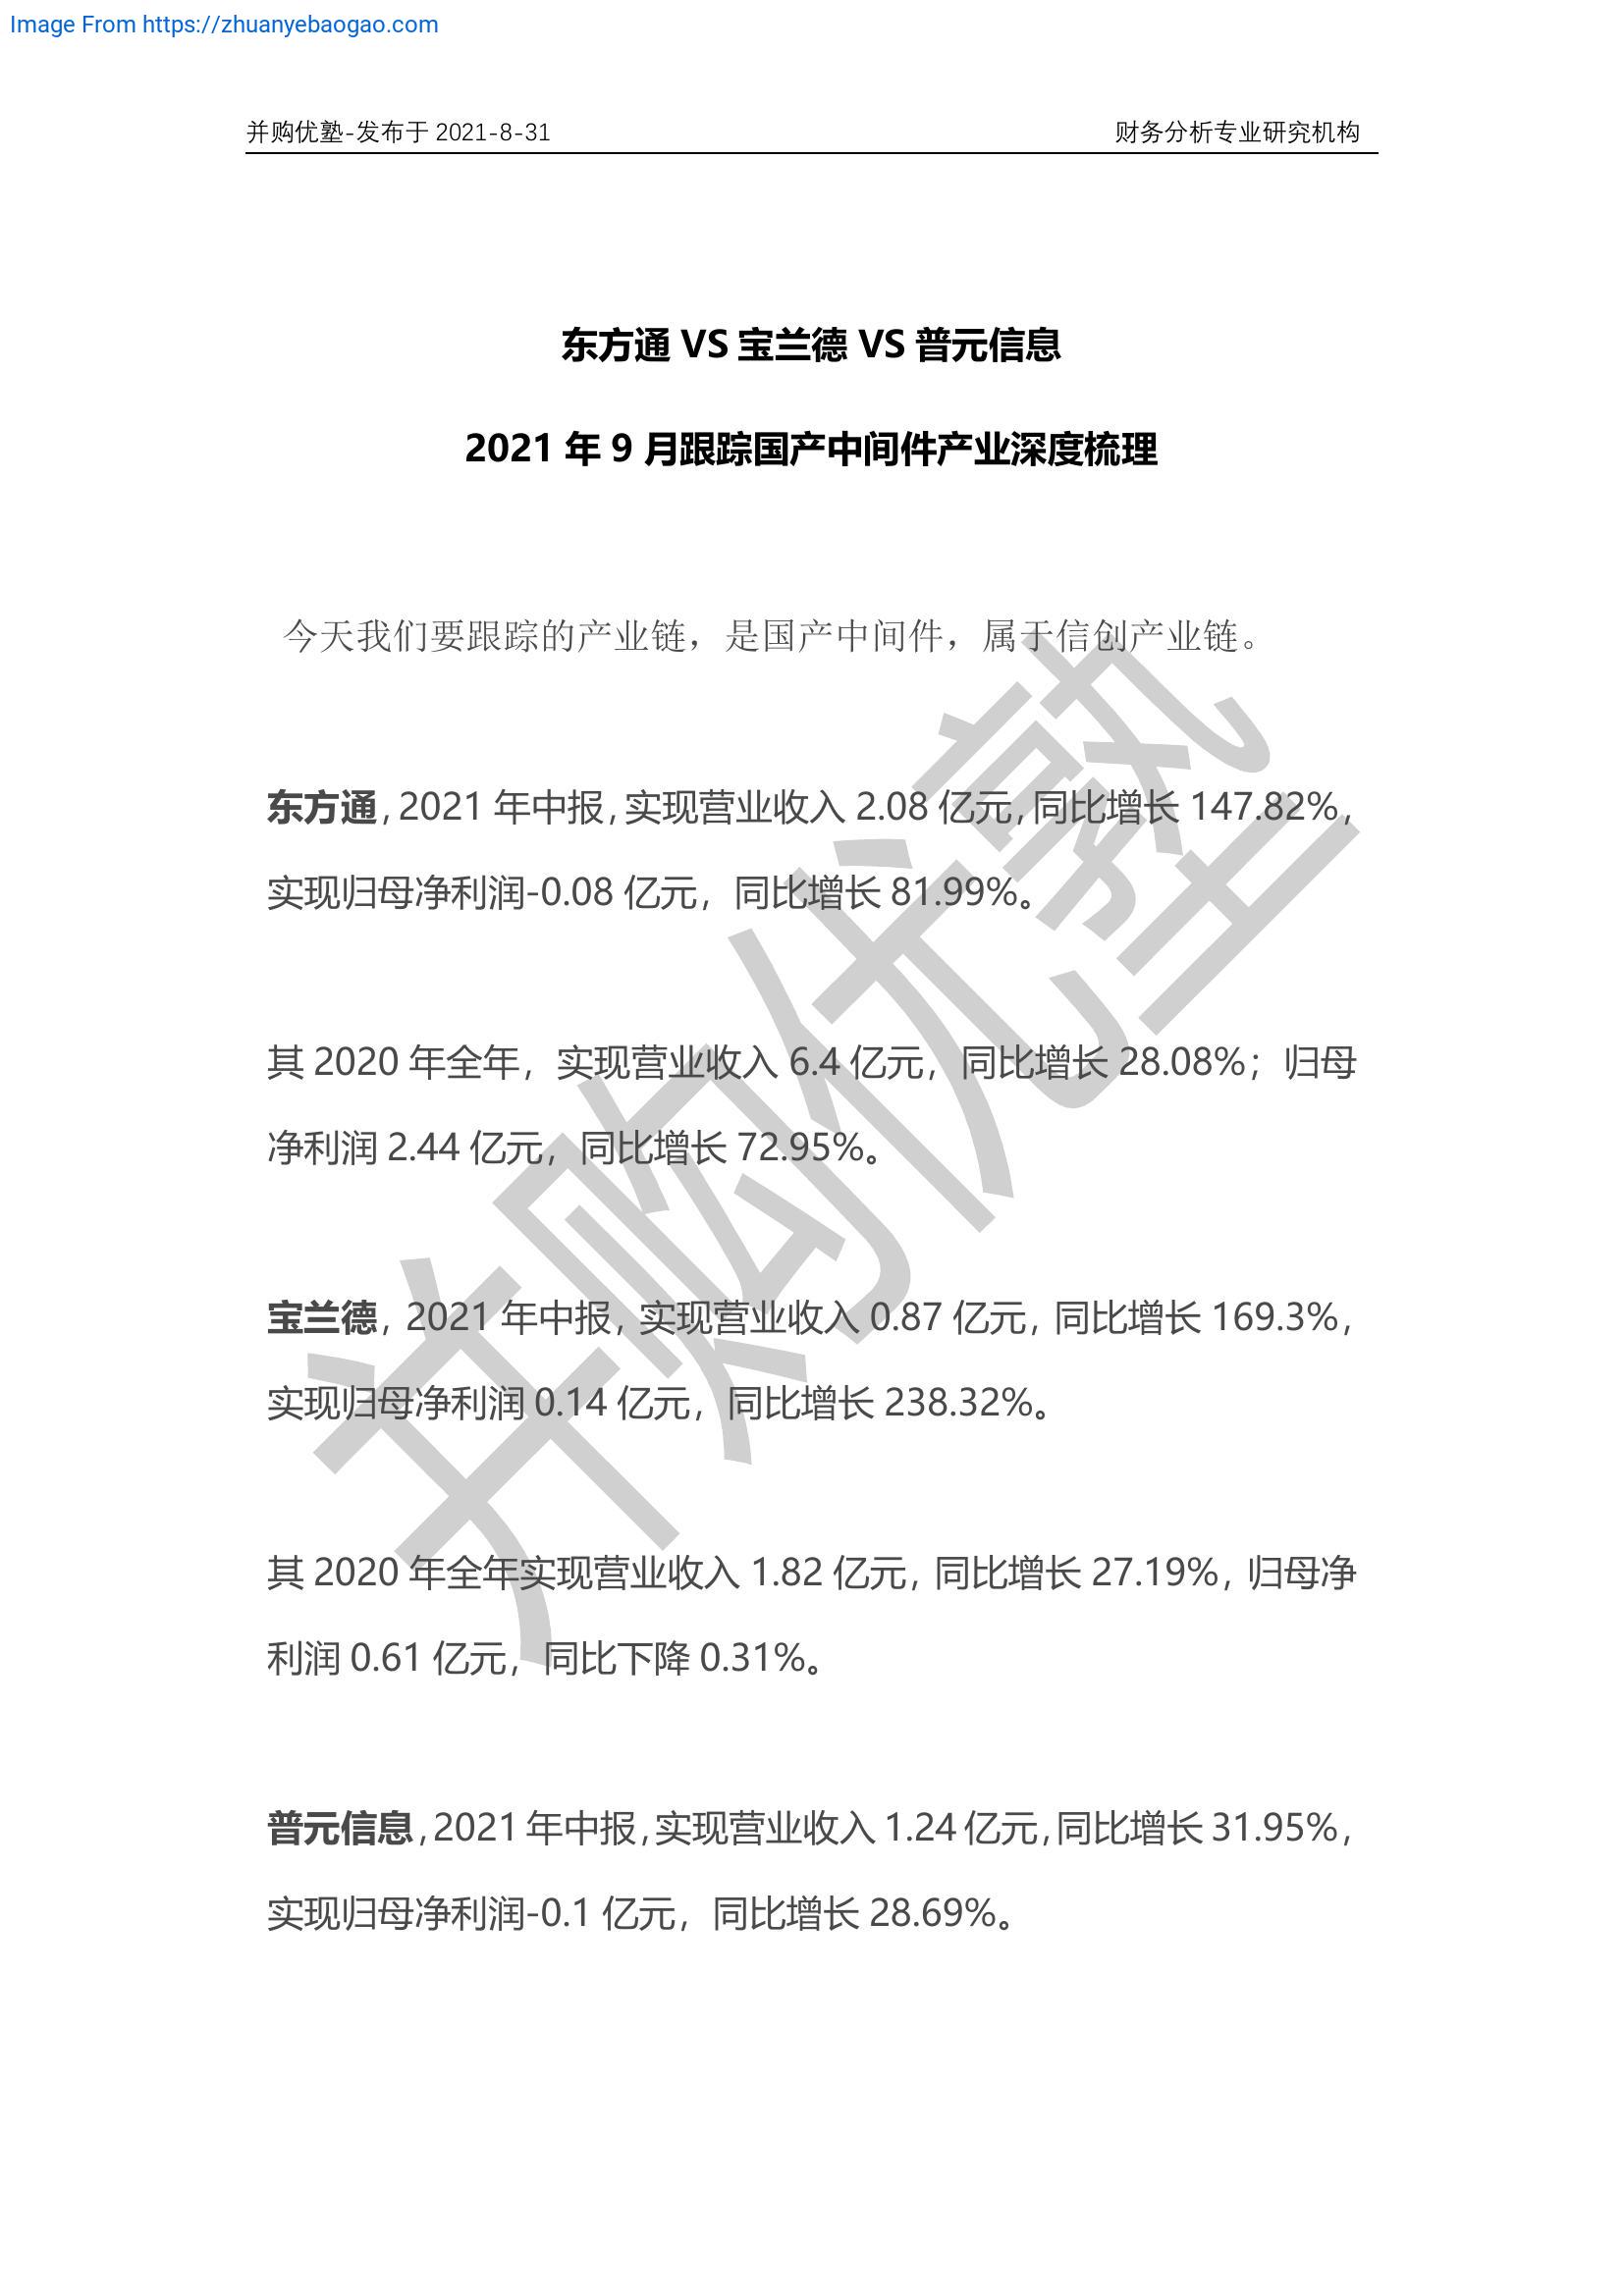 Image From https://zhuanyebaogao.com
并购优塾-发布于 2021-8-31 财务分析专业研究机构
东方通 VS 宝兰德 VS 普元信息
2021 年 9 月跟踪国产中间件产业深度梳理
今天我们要跟踪的产业链，是国产中间件，属于信创产业链。
东方通，2021 年中报，实现营业收入 2.08 亿元，同比增长 147.82%，
实现归母净利润-0.08 亿元，同比增长 81.99%。
其 2020 年全年，实现营业收入 6.4 亿元，同比增长 28.08%；归母
净利润 2.44 亿元，同比增长 72.95%。
宝兰德，2021 年中报，实现营业收入 0.87 亿元，同比增长 169.3%，
实现归母净利润 0.14 亿元，同比增长 238.32%。
其 2020 年全年实现营业收入 1.82 亿元，同比增长 27.19%，归母净
利润 0.61 亿元，同比下降 0.31%。
普元信息，2021 年中报，实现营业收入 1.24 亿元，同比增长 31.95%，
实现归母净利润-0.1 亿元，同比增长 28.69%。
并购优塾